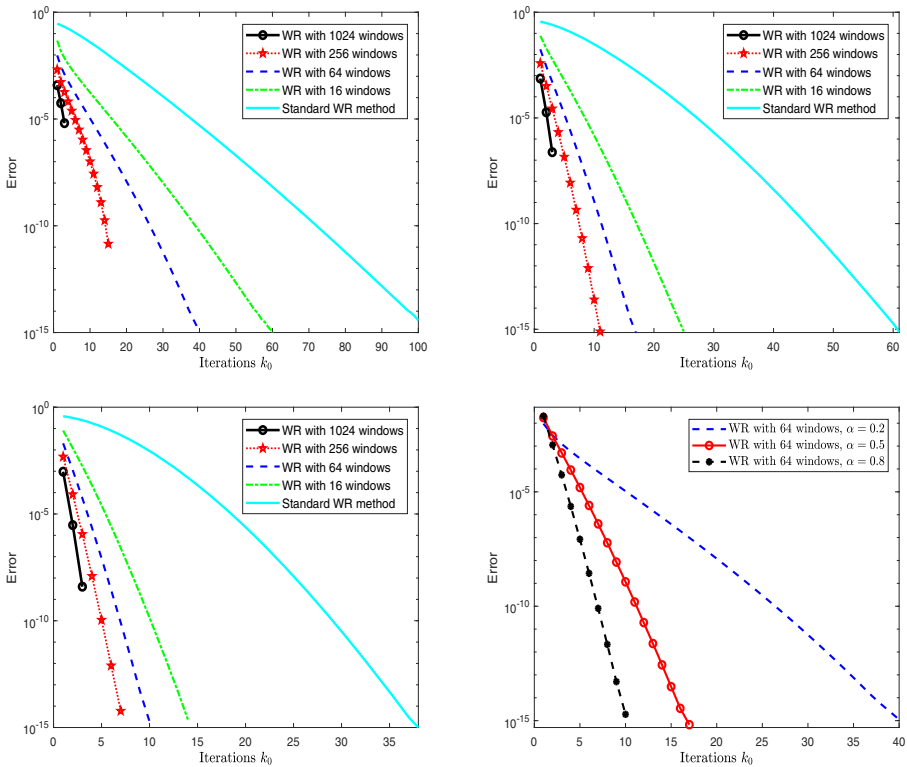 10^0
10^-5
10^-10
10^-15
Error
0 10 20 30 40 50 60 70 80 90 100
Iterions k_0
WR with 1024 windows
WR with 256 windows
WR with 64 windows
WR with 16 windows
Standard WR method
10^0
10^-5
10^-10
10^-15
Error
0 10 20 30 40 50 60
Iterions k_0
WR with 1024 windows
WR with 256 windows
WR with 64 windows
WR with 16 windows
Standard WR method
10^0
10^-5
10^-10
10^-15
Error
0 5 10 15 20 25 30 35
Iterions k_0
WR with 1024 windows
WR with 256 windows
WR with 64 windows
WR with 16 windows
Standard WR method
10^-5
10^-10
10^-15
Error
0 5 10 15 20 25 30 35 40
Iterions k_0
WR with 64 windows, α = 0.2
WR with 64 windows, α = 0.5
WR with 64 windows, α = 0.8